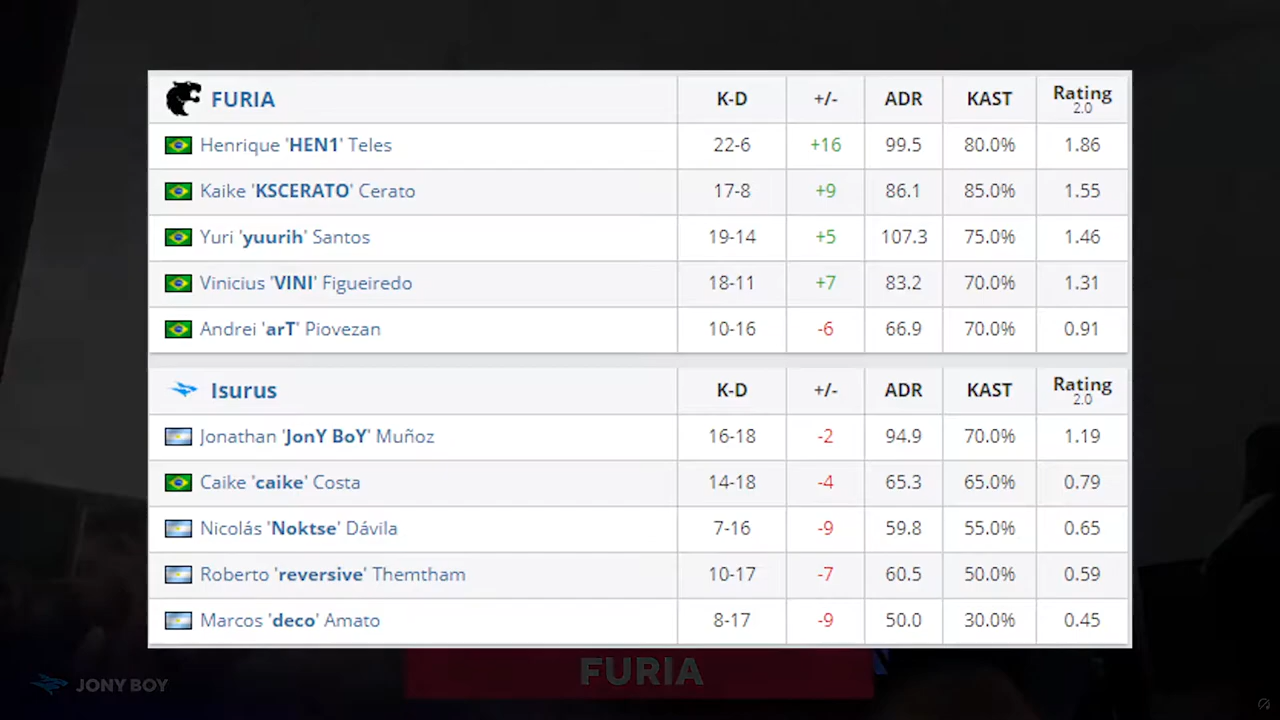 FURIA K-D +/- ADR KAST Rating 2.0
Henrique 'HEN1' Teles 22-6 +16 99.5 80.0% 1.86
Kaike 'KSCERATO' Cerato 17-8 +9 86.1 85.0% 1.55
Yuri 'yuurih' Santos 19-14 +5 107.3 75.0% 1.46
Vinicius 'VINI' Figueiredo 18-11 +7 83.2 70.0% 1.31
Andrei 'arT' Piovezan 10-16 -6 66.9 70.0% 0.91
Isurus K-D +/- ADR KAST Rating 2.0
Jonathan 'JonY BoY' Muñoz 16-18 -2 94.9 70.0% 1.19
Caike 'caike' Costa 14-18 -4 65.3 65.0% 0.79
Nicolás 'Noktse' Dávila 7-16 -9 59.8 55.0% 0.65
Roberto 'reversive' Themtham 10-17 -7 60.5 50.0% 0.59
Marcos 'deco' Amato 8-17 -9 50.0 30.0% 0.45
FURIA
JONY BOY